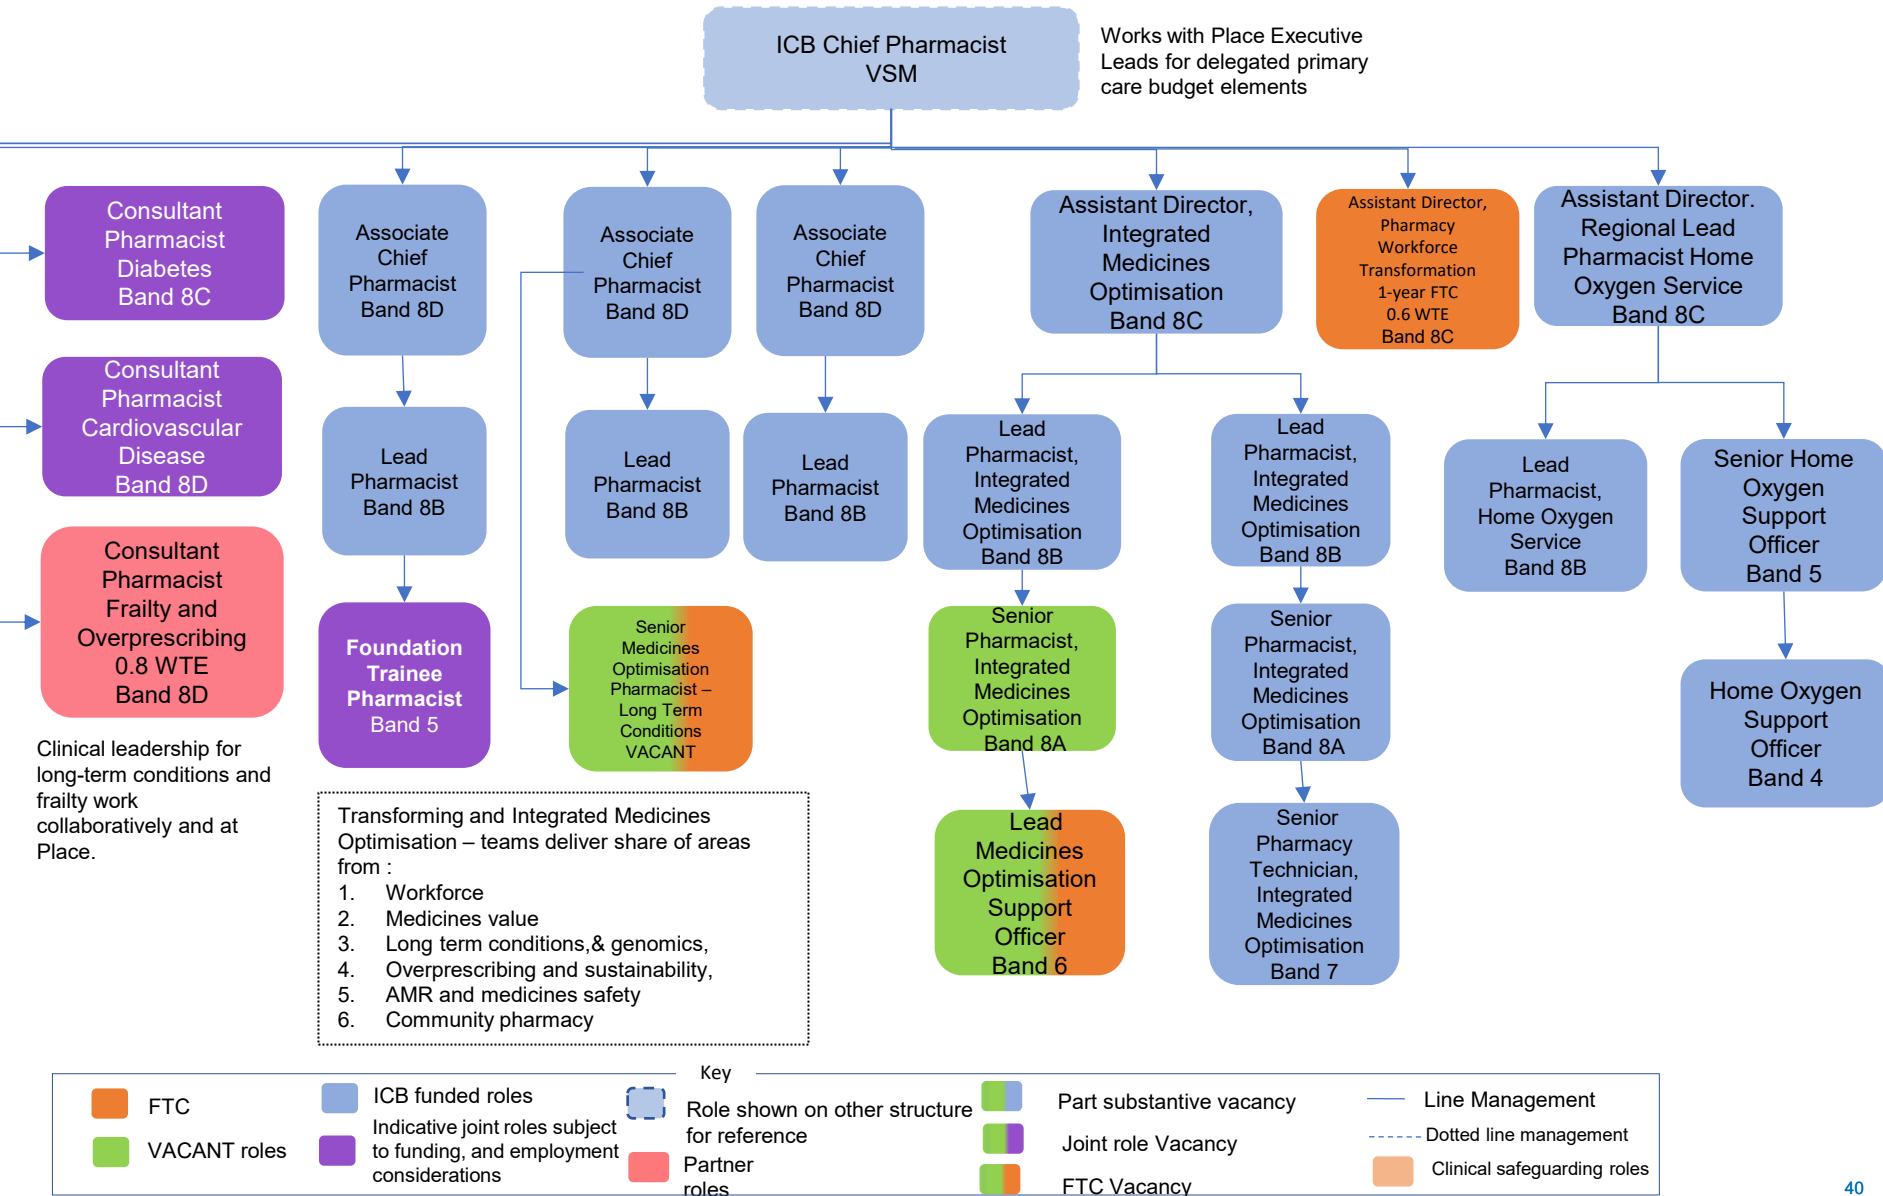 ICB Chief Pharmacist
VSM
Works with Place Executive
Leads for delegated primary
care budget elements
Consultant
Pharmacist
Diabetes
Band 8C
Associate
Chief
Pharmacist
Band 8D
Associate
Chief
Pharmacist
Band 8D
Associate
Chief
Pharmacist
Band 8D
Assistant Director,
Integrated
Medicines
Optimisation
Band 8C
Assistant Director,
Pharmacy
Workforce
Transformation
1-year FTC
0.6 WTE
Band 8C
Assistant Director.
Regional Lead
Pharmacist Home
Oxygen Service
Band 8C
Consultant
Pharmacist
Cardiovascular
Disease
Band 8D
Lead
Pharmacist
Band 8B
Lead
Pharmacist
Band 8B
Lead
Pharmacist
Band 8B
Lead
Pharmacist,
Integrated
Medicines
Optimisation
Band 8B
Lead
Pharmacist,
Integrated
Medicines
Optimisation
Band 8B
Lead
Pharmacist,
Home Oxygen
Service
Band 8B
Senior Home
Oxygen
Support
Officer
Band 5
Consultant
Pharmacist
Frailty and
Overprescribing
0.8 WTE
Band 8D
Foundation
Trainee
Pharmacist
Band 5
Senior
Medicines
Optimisation
Pharmacist –
Long Term
Conditions
VACANT
Senior
Pharmacist,
Integrated
Medicines
Optimisation
Band 8A
Senior
Pharmacist,
Integrated
Medicines
Optimisation
Band 8A
Home Oxygen
Support
Officer
Band 4
Clinical leadership for
long-term conditions and
frailty work
collaboratively and at
Place.
Transforming and Integrated Medicines
Optimisation – teams deliver share of areas
from :
1. Workforce
2. Medicines value
3. Long term conditions,& genomics,
4. Overprescribing and sustainability,
5. AMR and medicines safety
6. Community pharmacy
Lead
Medicines
Optimisation
Support
Officer
Band 6
Senior
Pharmacy
Technician,
Integrated
Medicines
Optimisation
Band 7
Key
FTC
VACANT roles
ICB funded roles
Indicative joint roles subject
to funding, and employment
considerations
Role shown on other structure
for reference
Partner
roles
Part substantive vacancy
Joint role Vacancy
FTC Vacancy
Line Management
Dotted line management
Clinical safeguarding roles
40